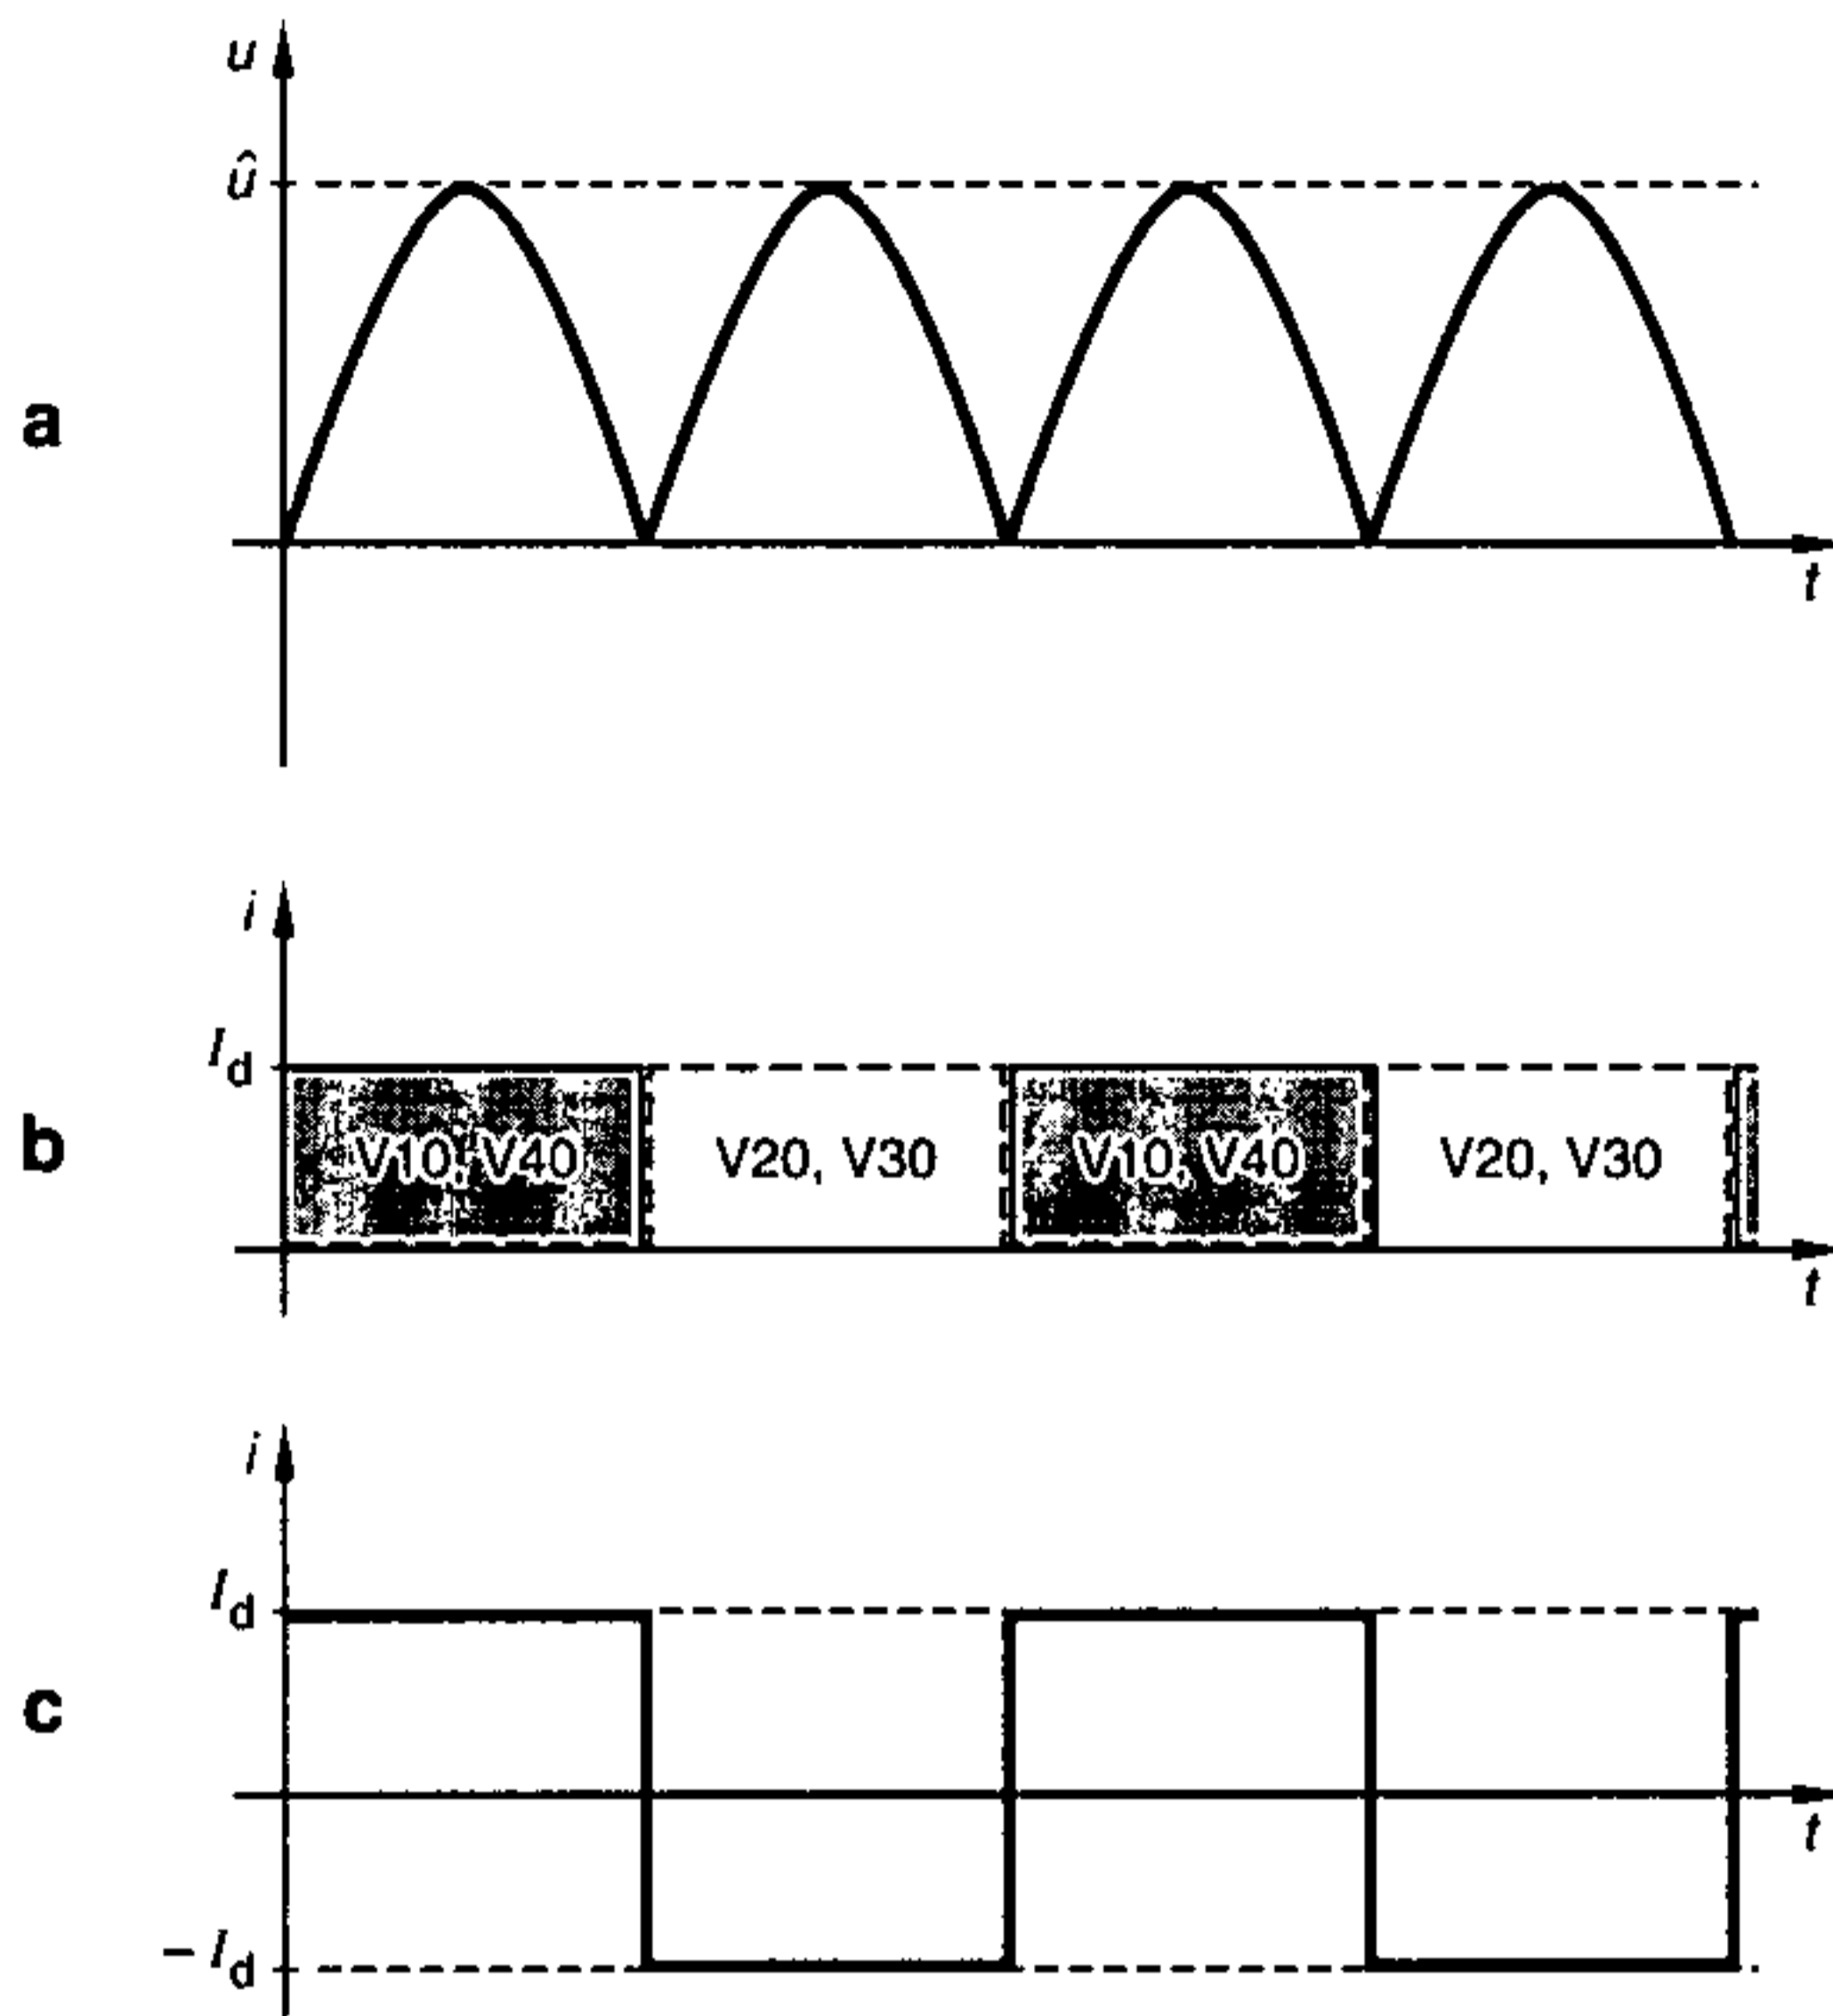 u
û
a
t
i
I_d
b
V10, V40
V20, V30
V10, V40
V20, V30
t
i
I_d
c
t
−I_d